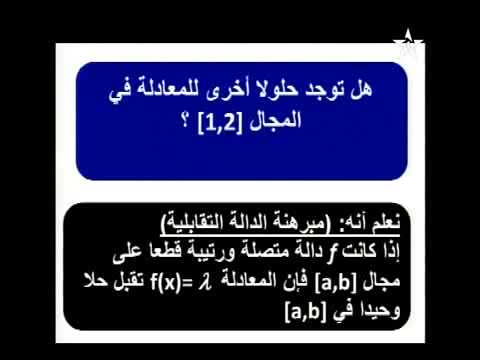 هل توجد حلولا أخرى للمعادلة في
المجال [1,2] ؟
نعلم أنه: (مبرهنة الدالة التقابلية)
إذا كانت f دالة متصلة ورتيبة قطعا على
مجال [a,b] فإن المعادلة f(x)= λ تقبل حلا
وحيدا في [a,b]